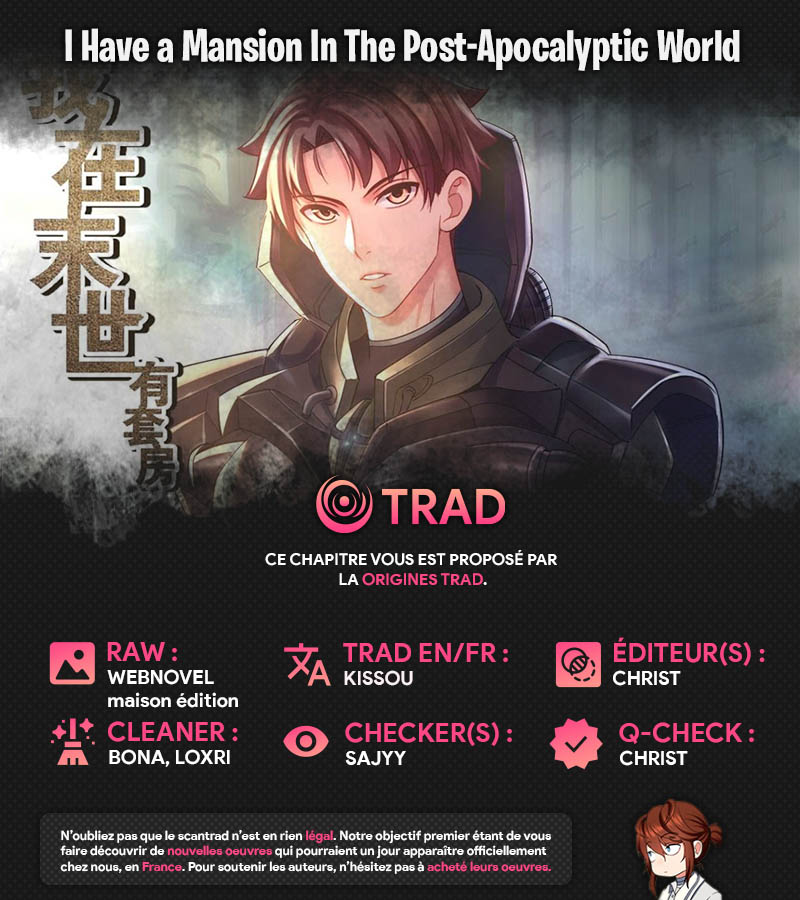 I Have a Mansion In The Post-Apocalyptic World
我在末世有套房
TRAD
CE CHAPITRE VOUS EST PROPOSÉ PAR
LA ORIGINES TRAD.
RAW :
WEBNOVEL
maison édition
TRAD EN/FR :
KISSOU
ÉDITEUR(S) :
CHRIST
CLEANER :
BONA, LOXRI
CHECKER(S) :
SAJYY
Q-CHECK :
CHRIST
N'oubliez pas que le scantrad n'est en rien légal. Notre objectif premier étant de vous
faire découvrir de nouvelles oeuvres qui pourraient un jour apparaître officiellement
chez nous, en France. Pour soutenir les auteurs, n'hésitez pas à acheté leurs oeuvres.